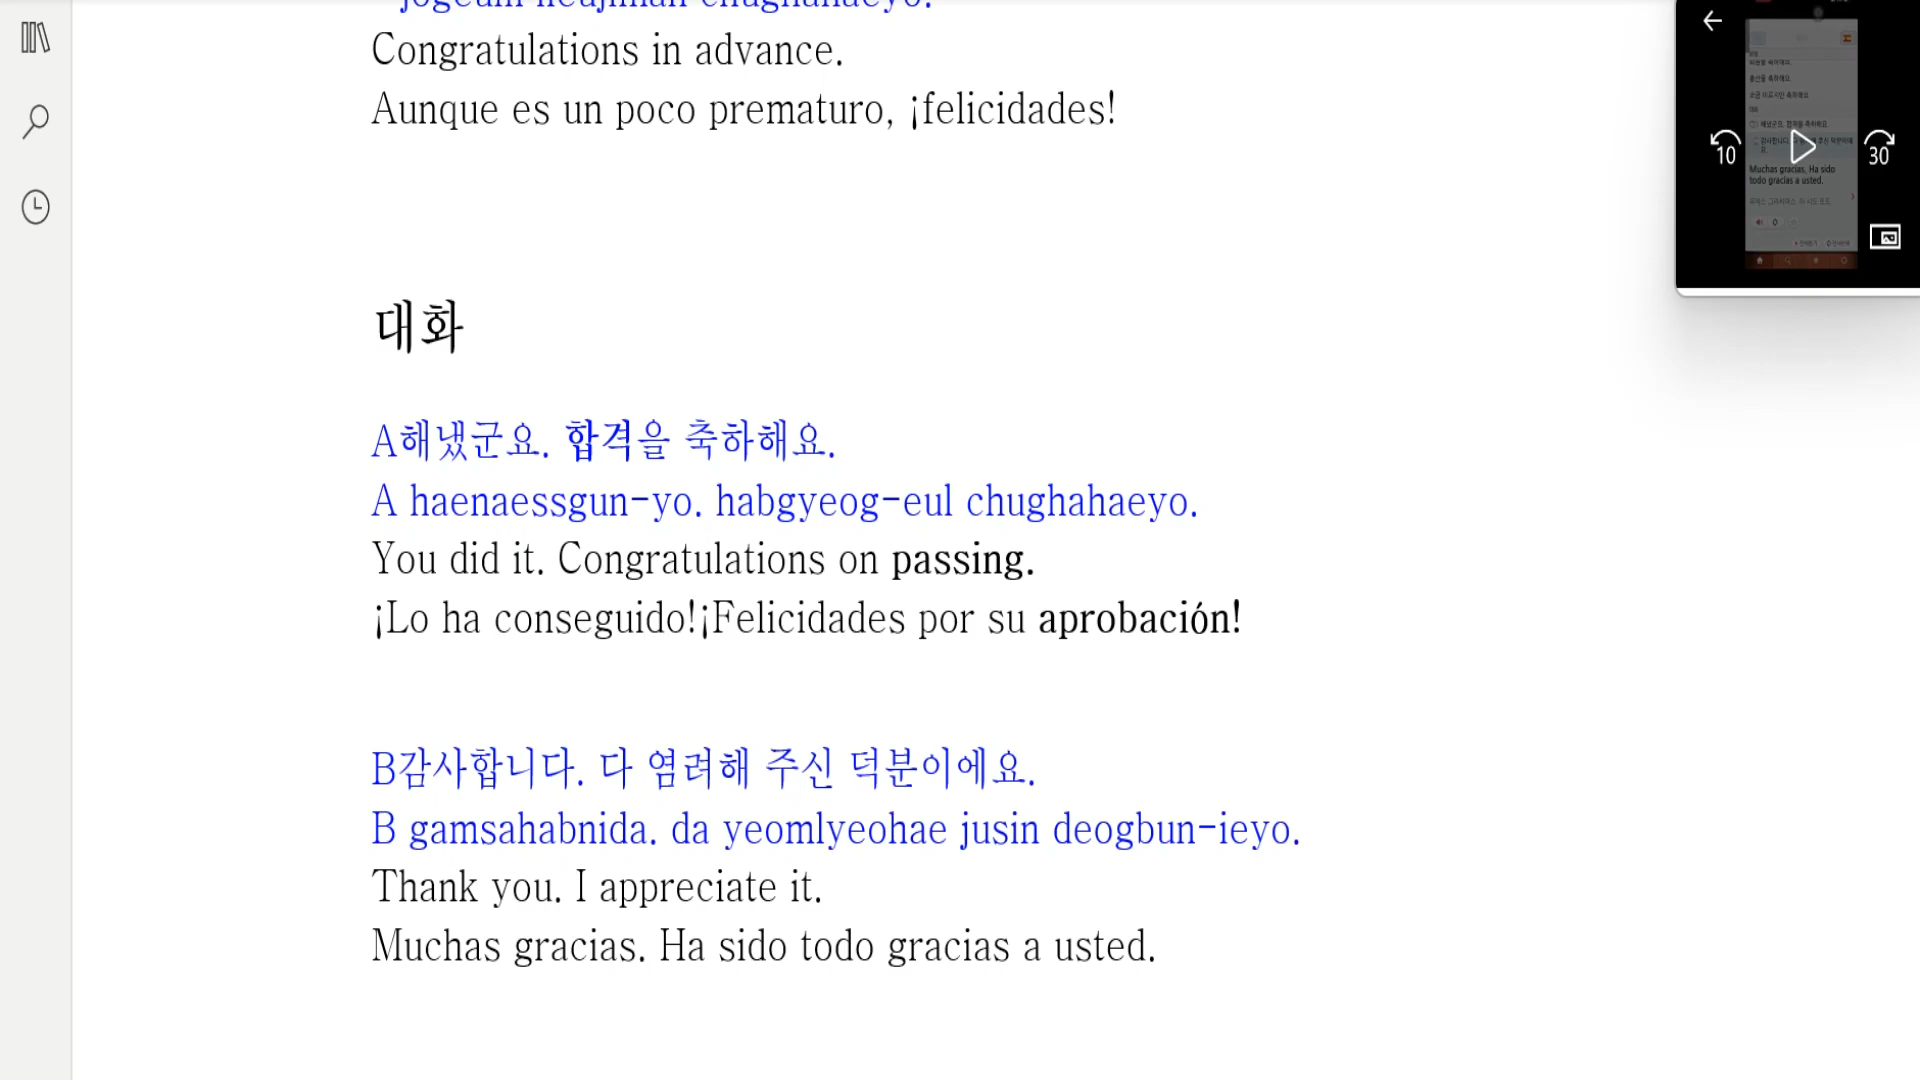 Congratulations in advance.
Aunque es un poco prematuro, ¡felicidades!
대화
A해냈군요. 합격을 축하해요.
A haenaessgun-yo. habgyeog-eul chughahaeyo.
You did it. Congratulations on passing.
¡Lo ha conseguido!¡Felicidades por su aprobación!
B감사합니다. 다 염려해 주신 덕분이에요.
B gamsahabnida. da yeomlyeohae jusin deogbun-ieyo.
Thank you. I appreciate it.
Muchas gracias. Ha sido todo gracias a usted.
10
30
Muchas gracias. Ha sido
todo gracias a usted.